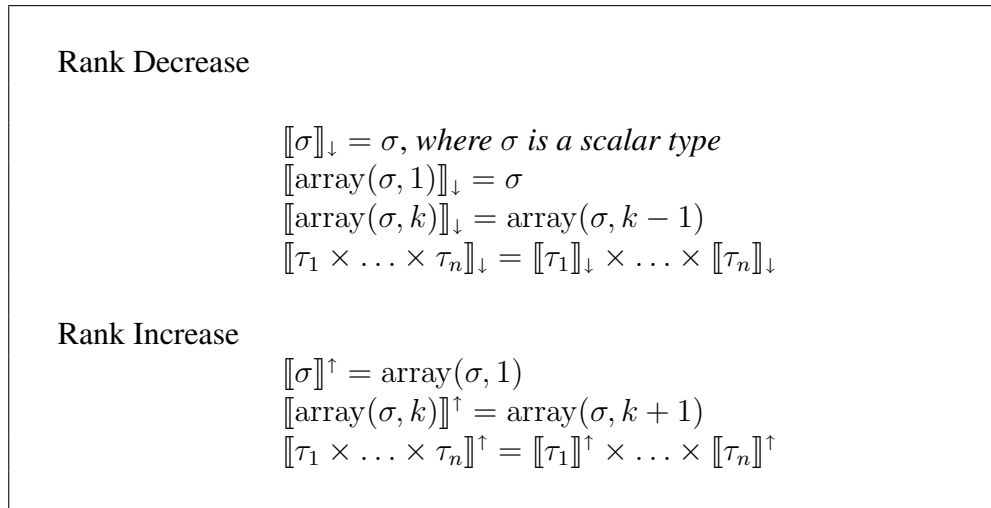 Rank Decrease
⟦σ⟧↓ = σ, where σ is a scalar type
⟦array(σ, 1)⟧↓ = σ
⟦array(σ, k)⟧↓ = array(σ, k − 1)
⟦τ₁ × … × τₙ⟧↓ = ⟦τ₁⟧↓ × … × ⟦τₙ⟧↓
Rank Increase
⟦σ⟧↑ = array(σ, 1)
⟦array(σ, k)⟧↑ = array(σ, k + 1)
⟦τ₁ × … × τₙ⟧↑ = ⟦τ₁⟧↑ × … × ⟦τₙ⟧↑